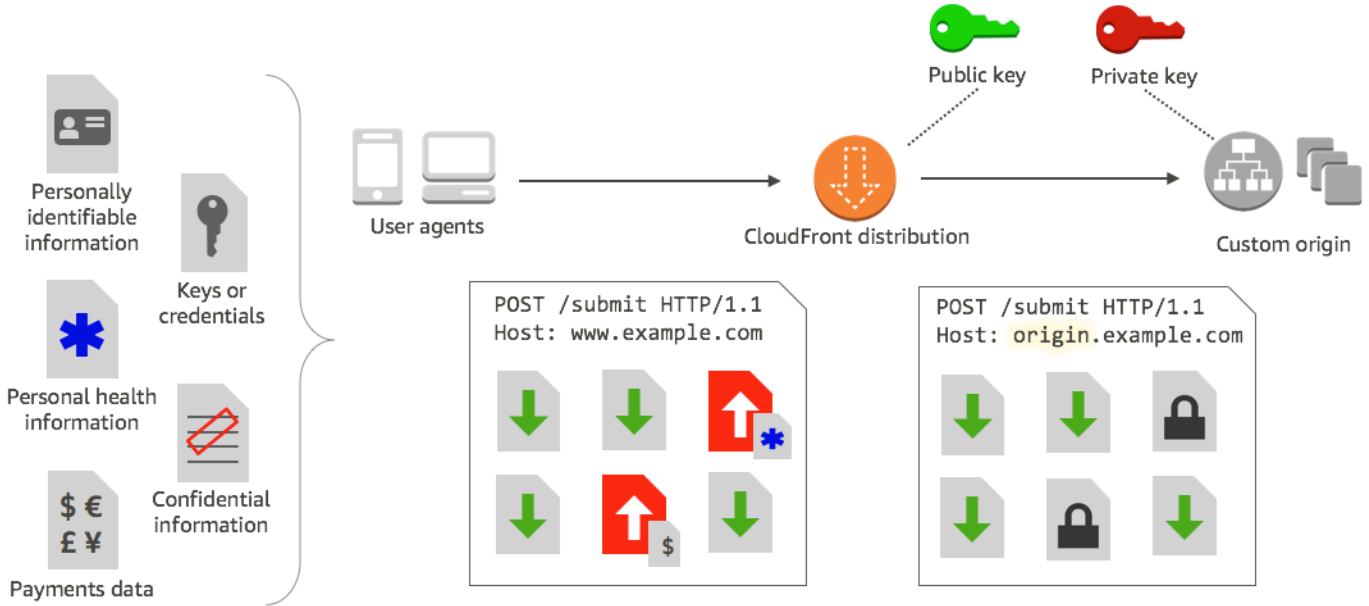 Public key
Private key
Personally
identifiable
information
Keys or
credentials
Personal health
information
Confidential
information
$ €
£ ¥
Payments data
User agents
CloudFront distribution
Custom origin
POST /submit HTTP/1.1
Host: www.example.com
$
POST /submit HTTP/1.1
Host: origin.example.com